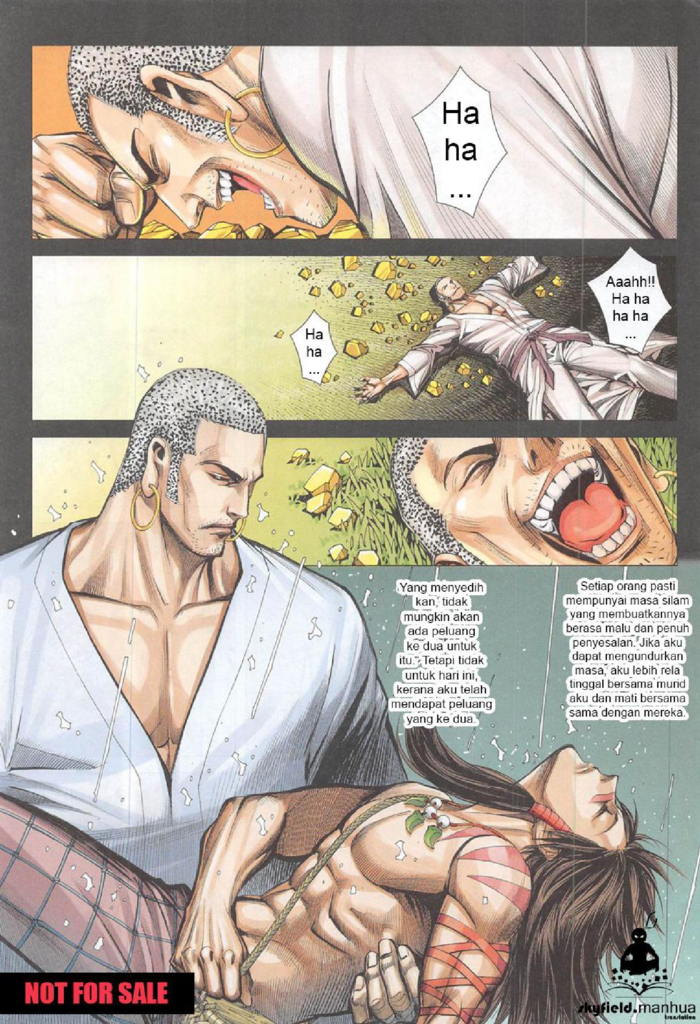 Ha
ha
...
Aaahh!!
Ha ha
ha ha
...
Ha
ha
...
Setiap orang pasti
mempunyai masa silam
yang membuatkannya
berasa malu dan penuh
penyesalan. Jika aku
dapat mengundurkan
masa, aku lebih rela
tinggal bersama murid
aku dan mati bersama
sama dengan mereka.
Yang menyedih
kan, tidak
mungkin akan
ada peluang
ke dua untuk
itu. Tetapi tidak
untuk hari ini,
kerana aku telah
mendapat peluang
yang ke dua.
NOT FOR SALE
skyfield.manhua
translation